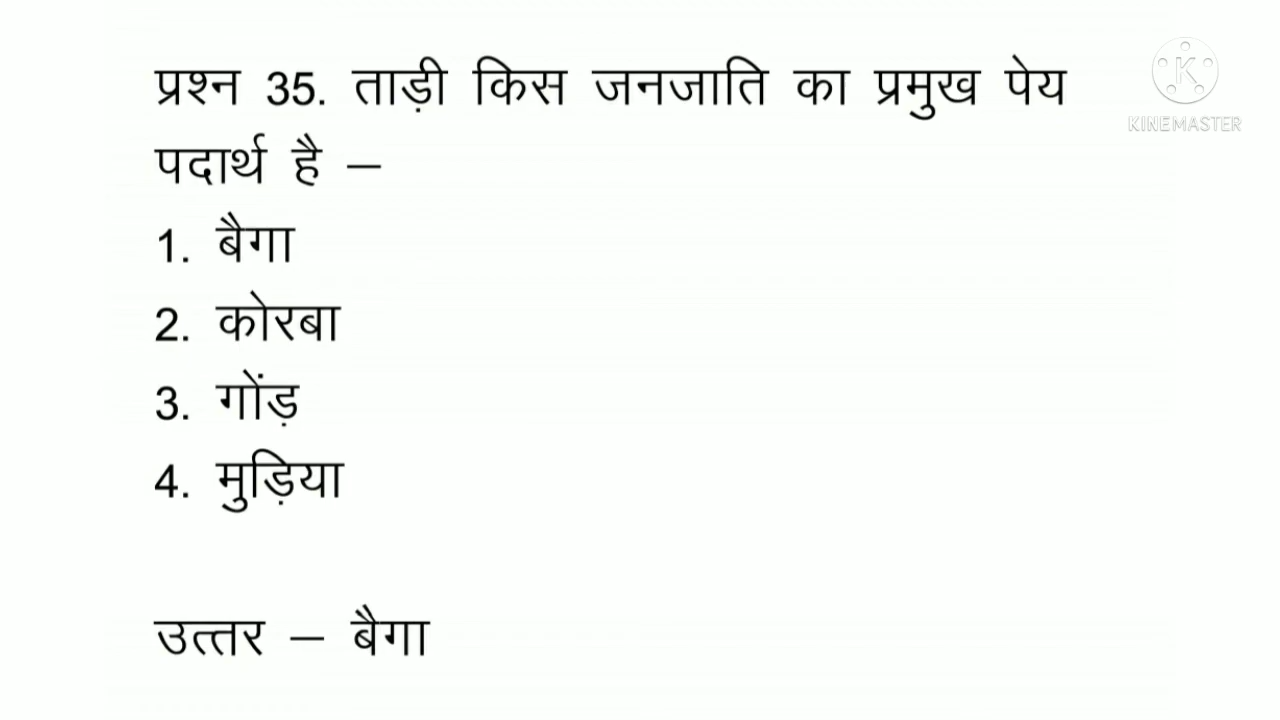 प्रश्न 35. ताड़ी किस जनजाति का प्रमुख पेय
पदार्थ है –
1. बैगा
2. कोरबा
3. गोंड़
4. मुड़िया
उत्तर – बैगा
K
KINEMASTER